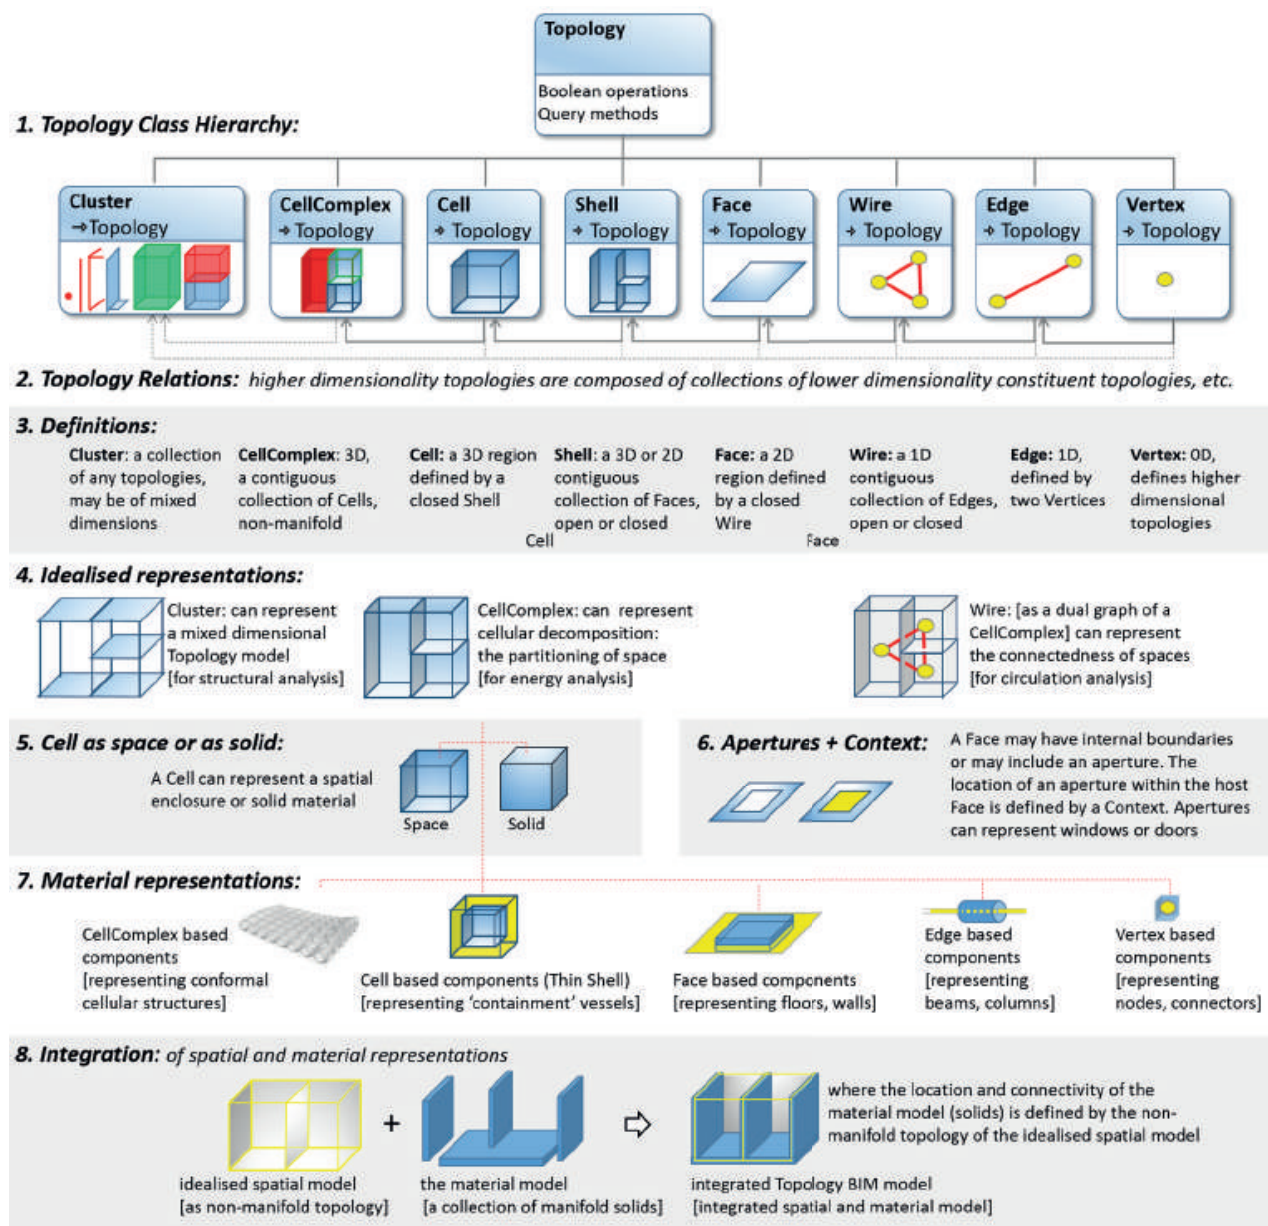 Topology
Boolean operations
Query methods
1. Topology Class Hierarchy:
Cluster
→Topology
CellComplex
→ Topology
Cell
→ Topology
Shell
→ Topology
Face
→ Topology
Wire
→ Topology
Edge
→ Topology
Vertex
→ Topology
2. Topology Relations: higher dimensionality topologies are composed of collections of lower dimensionality constituent topologies, etc.
3. Definitions:
Cluster: a collection
of any topologies,
may be of mixed
dimensions
CellComplex: 3D,
a contiguous
collection of Cells,
non-manifold
Cell: a 3D region
defined by a
closed Shell
Shell: a 3D or 2D
contiguous
collection of Faces,
open or closed
Face: a 2D
region defined
by a closed
Wire
Wire: a 1D
contiguous
collection of Edges,
open or closed
Edge: 1D,
defined by
two Vertices
Vertex: 0D,
defines higher
dimensional
topologies
Cell
Face
4. Idealised representations:
Cluster: can represent
a mixed dimensional
Topology model
[for structural analysis]
CellComplex: can represent
cellular decomposition:
the partitioning of space
[for energy analysis]
Wire: [as a dual graph of a
CellComplex] can represent
the connectedness of spaces
[for circulation analysis]
5. Cell as space or as solid:
A Cell can represent a spatial
enclosure or solid material
Space
Solid
6. Apertures + Context:
A Face may have internal boundaries
or may include an aperture. The
location of an aperture within the host
Face is defined by a Context. Apertures
can represent windows or doors
7. Material representations:
CellComplex based
components
[representing conformal
cellular structures]
Cell based components (Thin Shell)
[representing ‘containment’ vessels]
Face based components
[representing floors, walls]
Edge based
components
[representing
beams, columns]
Vertex based
components
[representing
nodes, connectors]
8. Integration: of spatial and material representations
+
where the location and connectivity of the
material model (solids) is defined by the non-
manifold topology of the idealised spatial model
idealised spatial model
[as non-manifold topology]
the material model
[a collection of manifold solids]
integrated Topology BIM model
[integrated spatial and material model]